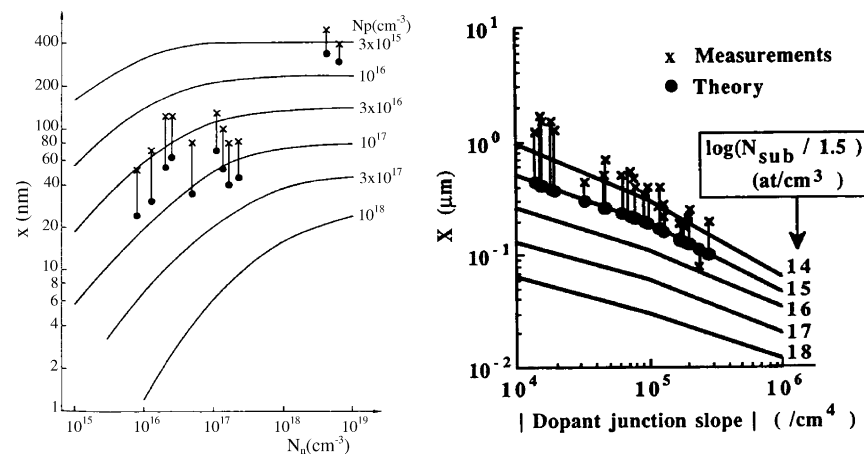 Np(cm⁻³)
400
200
100
80
60
40
20
10
8
6
4
2
1
x (nm)
3x10¹⁵
10¹⁶
3x10¹⁶
10¹⁷
3x10¹⁷
10¹⁸
10¹⁵ 10¹⁶ 10¹⁷ 10¹⁸ 10¹⁹
Nₙ(cm⁻³)
10¹
10⁰
10⁻¹
10⁻²
X (μm)
x Measurements
● Theory
log(N_sub / 1.5)
(at/cm³)
14
15
16
17
18
10⁴ 10⁵ 10⁶
| Dopant junction slope | (/cm⁴)